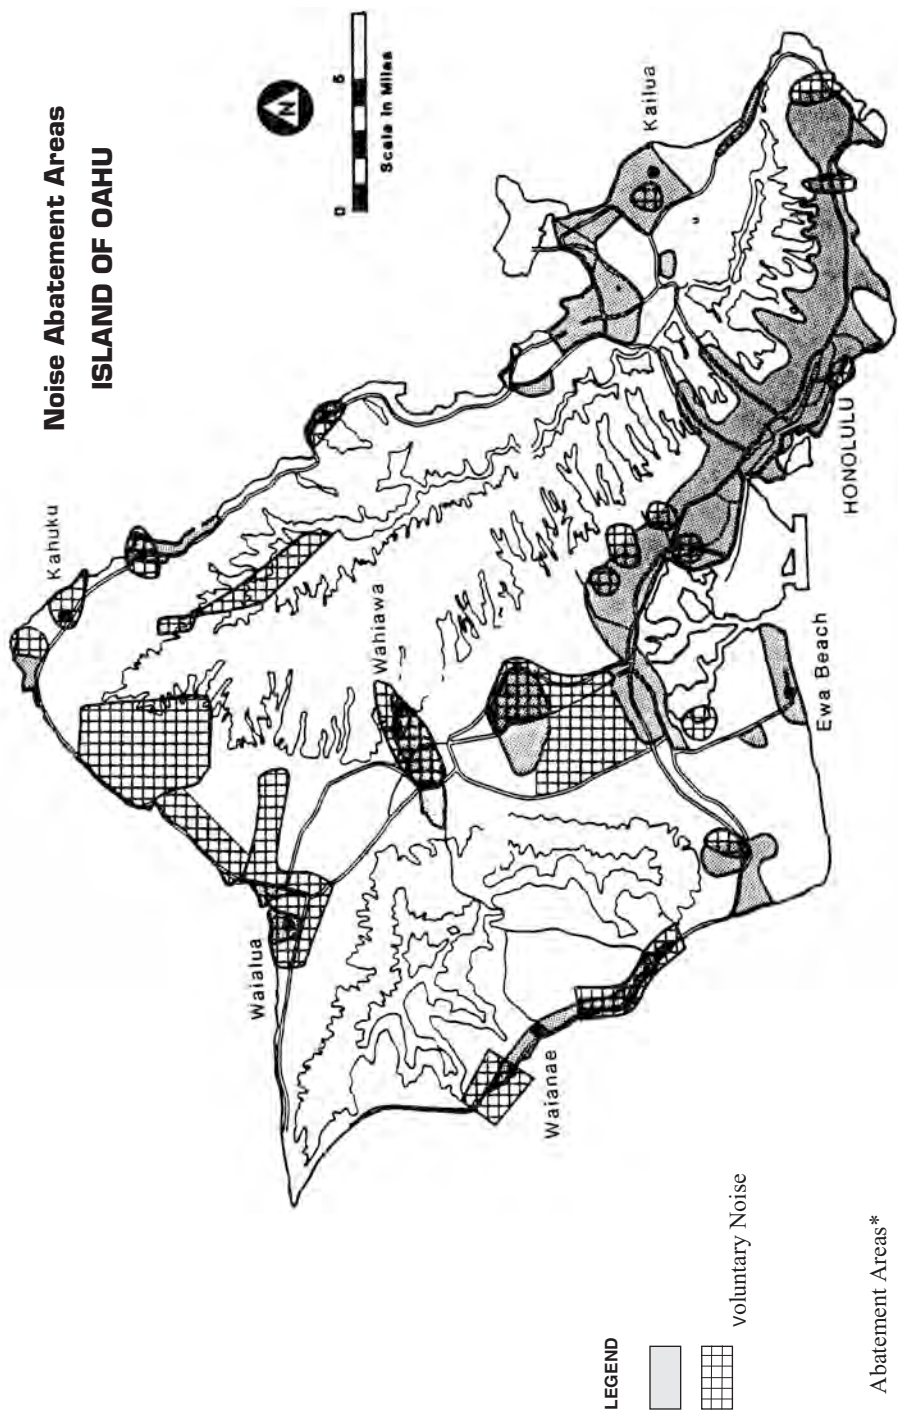 Noise Abatement Areas
ISLAND OF OAHU
N
0 5
Scale in Miles
Kahuku
Kailua
Wahiawa
Waialua
HONOLULU
Ewa Beach
Waianae
LEGEND
Voluntary Noise
Abatement Areas*